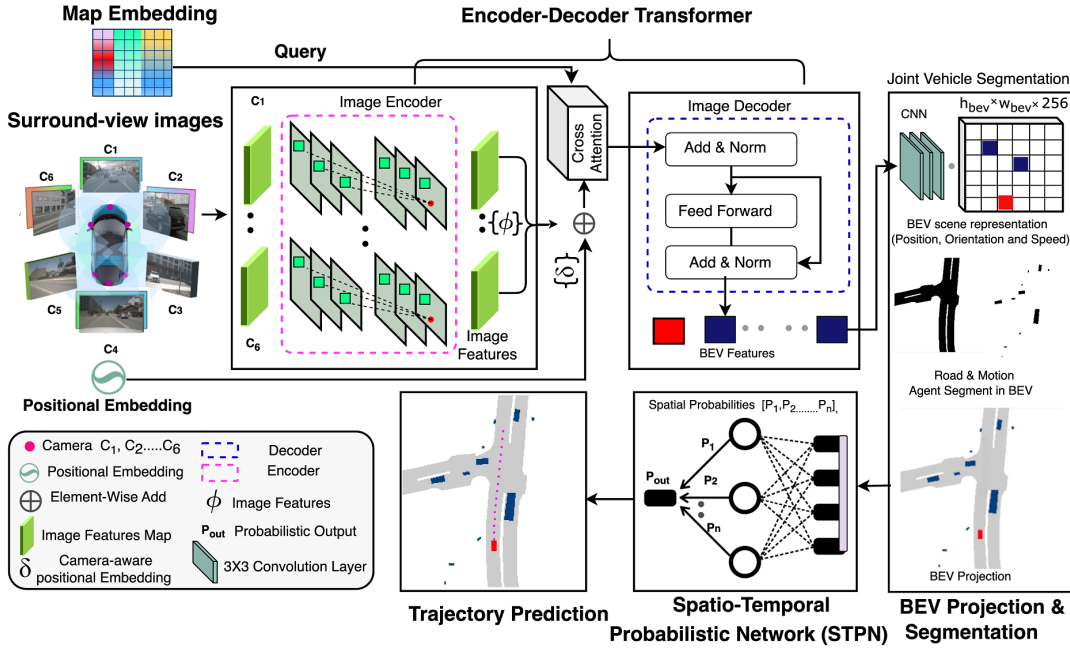 Map Embedding
Encoder-Decoder Transformer
Query
Surround-view images
C1
C6
C2
C5
C3
C4
Positional Embedding
C1
Image Encoder
{ϕ}
C6
Image
Features
Cross
Attention
{δ}
Image Decoder
Add & Norm
Feed Forward
Add & Norm
BEV Features
Joint Vehicle Segmentation
CNN
h_bev × w_bev × 256
BEV scene representation
(Position, Orientation and Speed)
Road & Motion
Agent Segment in BEV
BEV Projection
BEV Projection &
Segmentation
Spatial Probabilities [P₁,P₂........Pₙ],
P1
P2
Pn
Pout
Spatio-Temporal
Probabilistic Network (STPN)
Trajectory Prediction
Camera C₁, C₂.....C₆
Positional Embedding
Element-Wise Add
Image Features Map
δ Camera-aware
positional Embedding
Decoder
Encoder
ϕ Image Features
Pout Probabilistic Output
3X3 Convolution Layer